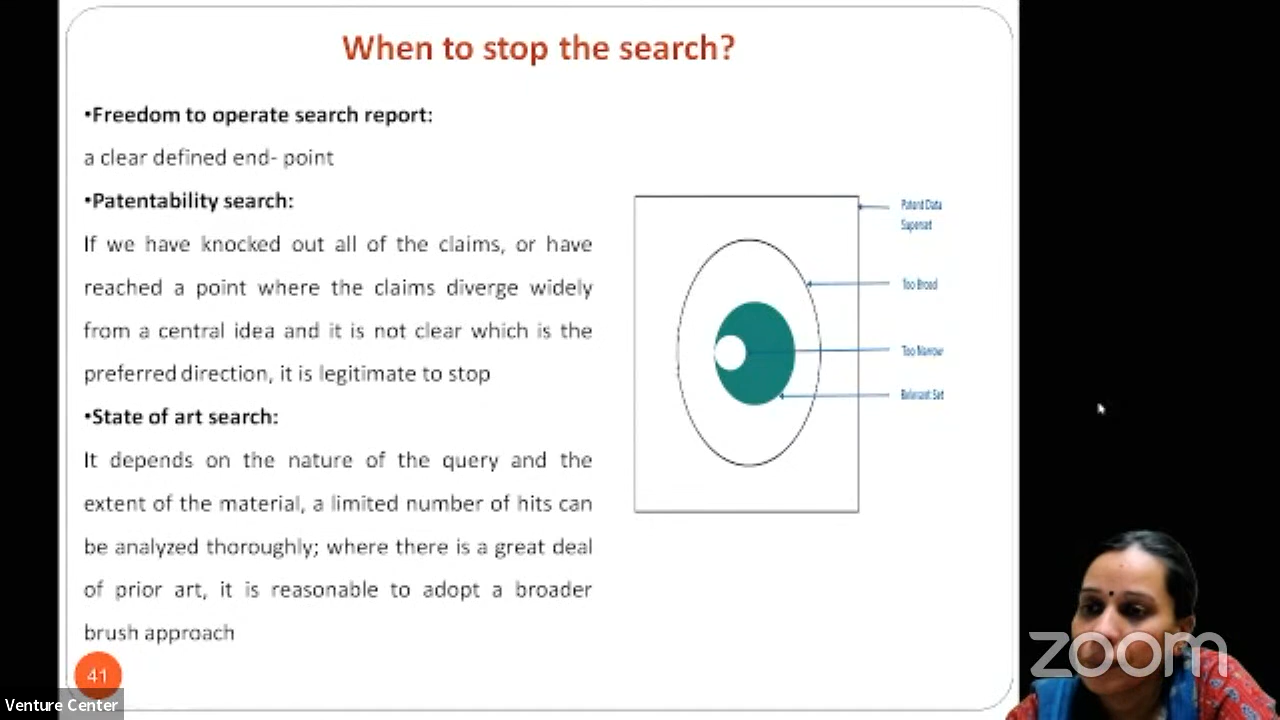 When to stop the search?
•Freedom to operate search report:
a clear defined end- point
•Patentability search:
If we have knocked out all of the claims, or have
reached a point where the claims diverge widely
from a central idea and it is not clear which is the
preferred direction, it is legitimate to stop
•State of art search:
It depends on the nature of the query and the
extent of the material, a limited number of hits can
be analyzed thoroughly; where there is a great deal
of prior art, it is reasonable to adopt a broader
brush approach
Patent Data
Superset
Too Broad
Too Narrow
Relevant Set
41
Venture Center
zoom